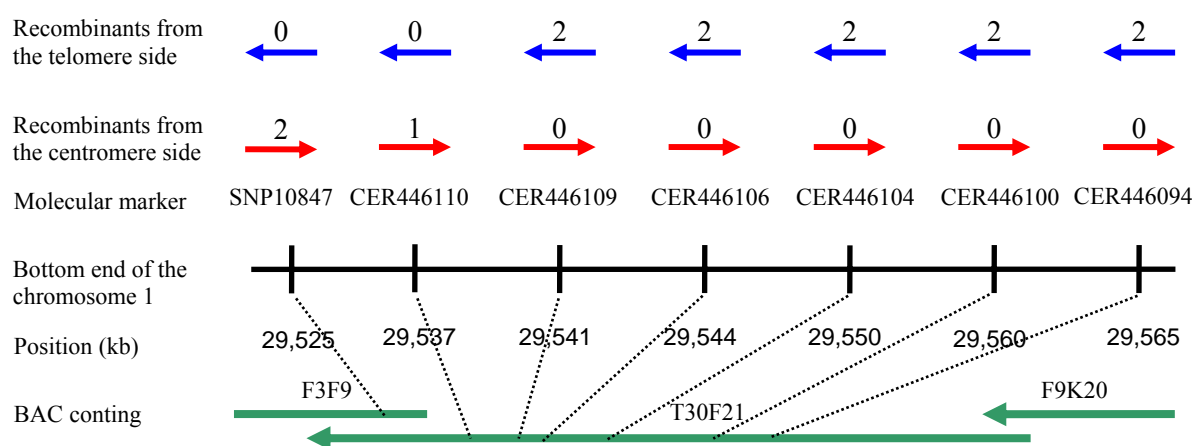 Recombinants from
the telomere side
0 0 2 2 2 2 2
Recombinants from
the centromere side
2 1 0 0 0 0 0
Molecular marker SNP10847 CER446110 CER446109 CER446106 CER446104 CER446100 CER446094
Bottom end of the
chromosome 1
Position (kb) 29,525 29,537 29,541 29,544 29,550 29,560 29,565
F3F9 T30F21 F9K20
BAC conting